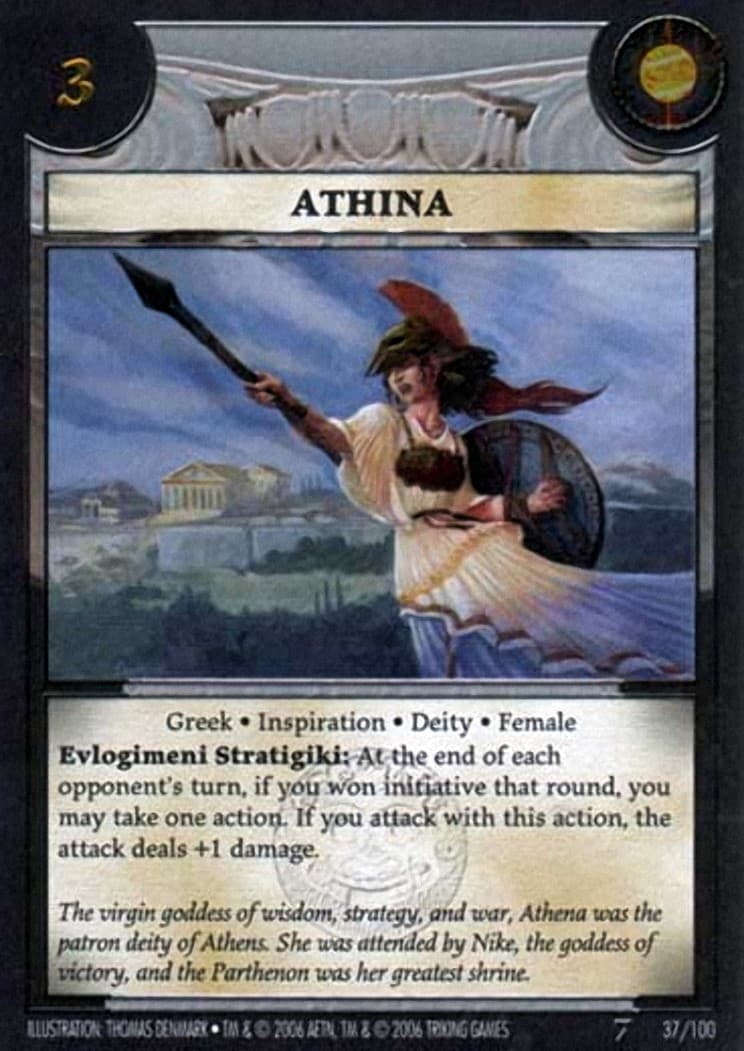 3
ATHINA
Greek • Inspiration • Deity • Female
Evlogimeni Stratigiki: At the end of each
opponent's turn, if you won initiative that round, you
may take one action. If you attack with this action, the
attack deals +1 damage.
The virgin goddess of wisdom, strategy, and war, Athena was the
patron deity of Athens. She was attended by Nike, the goddess of
victory, and the Parthenon was her greatest shrine.
ILLUSTRATION: THOMAS DENMARK • TM & © 2006 AETN, TM & © 2006 TRIKING GAMES 7 37/100